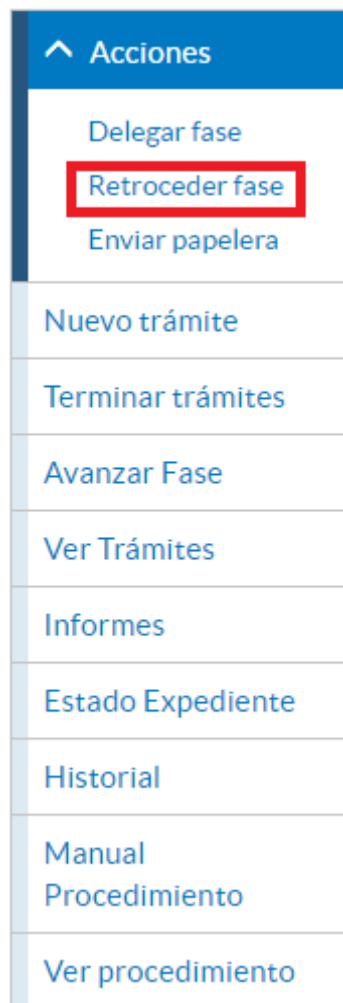 Acciones
Delegar fase
Retroceder fase
Enviar papelera
Nuevo trámite
Terminar trámites
Avanzar Fase
Ver Trámites
Informes
Estado Expediente
Historial
Manual
Procedimiento
Ver procedimiento